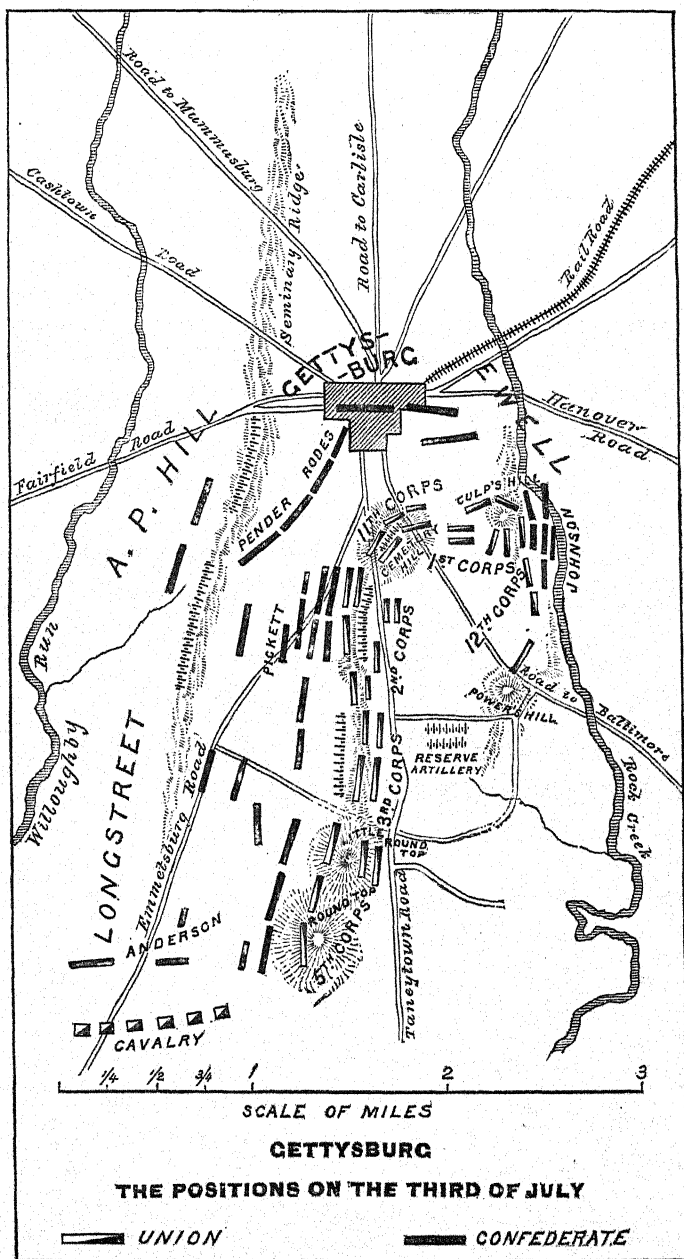 Road to Mummasburg
Cashtown Road
Seminary Ridge
Road to Carlisle
Rail Road
GETTYS-
-BURG
EWELL
Hanover Road
Fairfield Road
A. P. HILL
PENDER
RODES
11TH CORPS
CEMETERY
HILL
CULP'S H
1ST CORPS
JOHNSON
12TH CORPS
PICKETT
2ND CORPS
Road to Baltimore
POWER HILL
Willoughby Run
LONGSTREET
Emmetsburg Road
RESERVE
ARTILLERY
3RD CORPS
LITTLE
ROUND
TOP
Rock Creek
ROUND TOP
5TH CORPS
Taneytown Road
ANDERSON
CAVALRY
1/4 1/2 3/4 1 2 3
SCALE OF MILES
GETTYSBURG
THE POSITIONS ON THE THIRD OF JULY
UNION CONFEDERATE